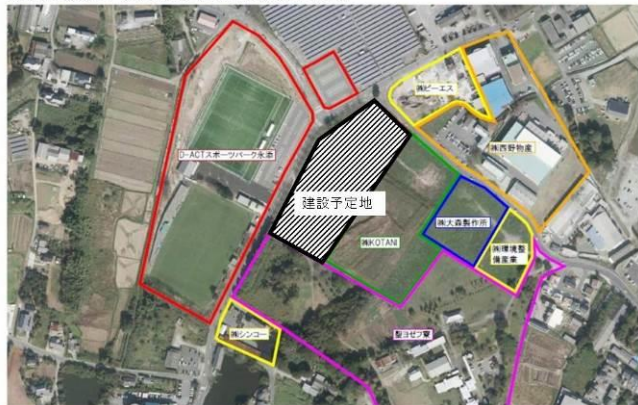 ㈱ピーエス
㈱西野物産
D-ACTスポーツパーク永添
建設予定地
㈱大森製作所
㈱KOTANI
㈱環境整
備産業
㈱シンコー
聖ヨゼフ寮